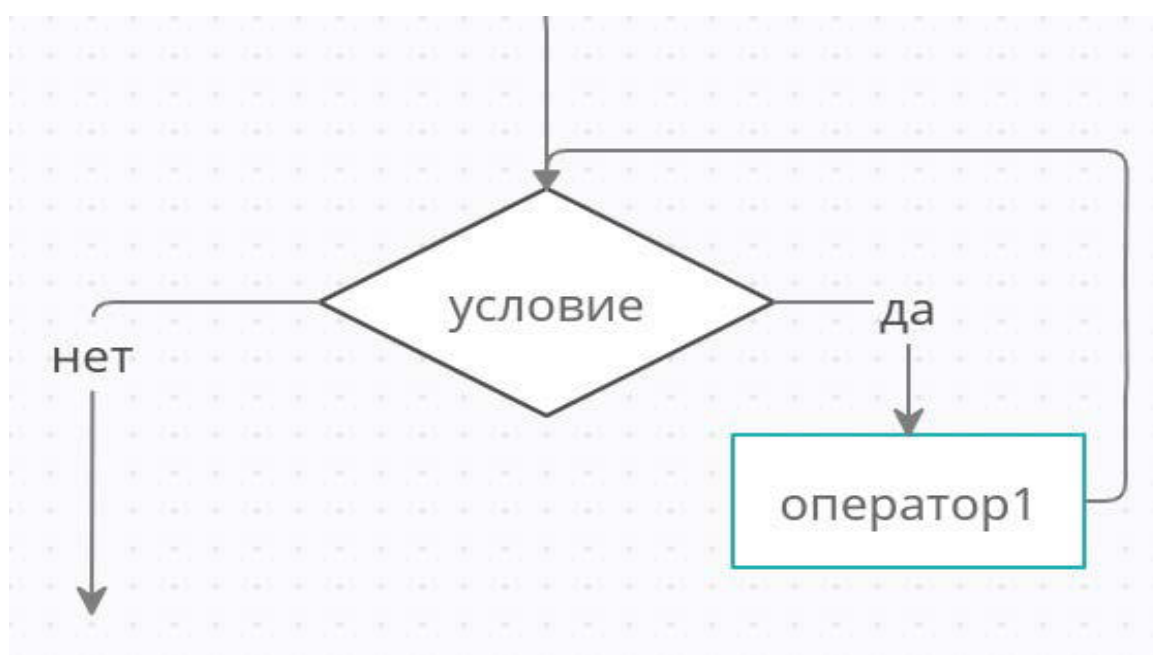 условие
да
нет
оператор1